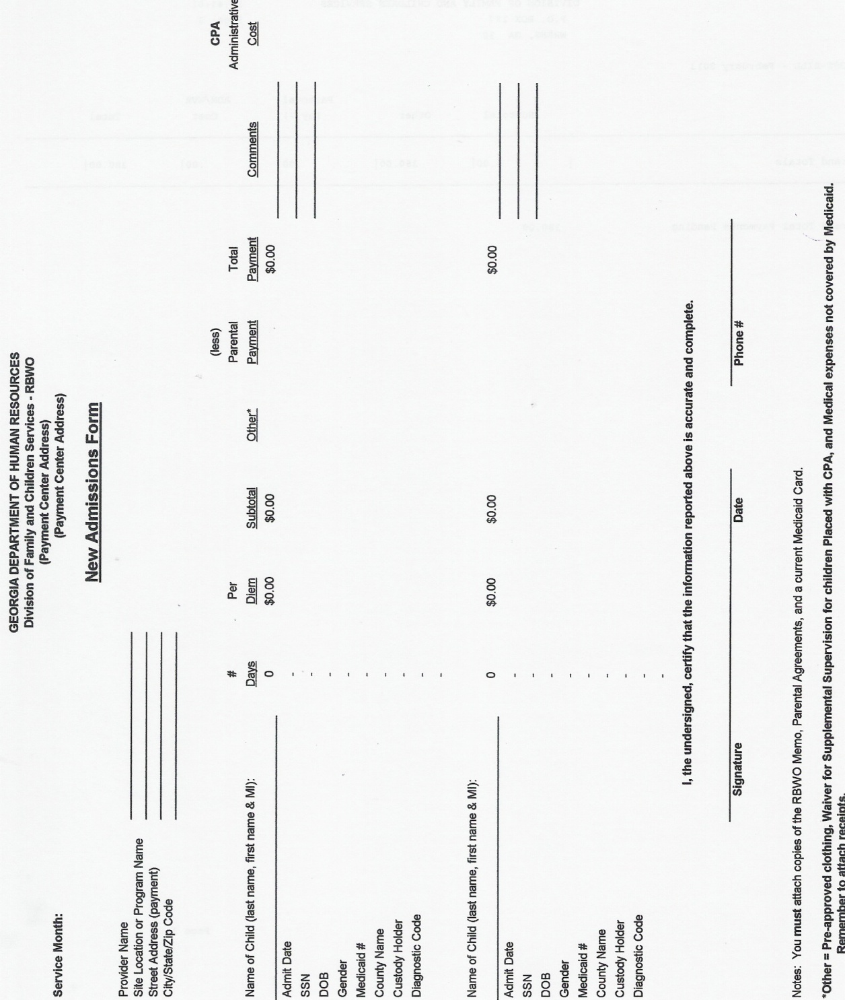 GEORGIA DEPARTMENT OF HUMAN RESOURCES
Division of Family and Children Services - RBWO
(Payment Center Address)
(Payment Center Address)
Service Month:
New Admissions Form
Provider Name
Site Location or Program Name
Street Address (payment)
City/State/Zip Code
(less) CPA
# Per Parental Total Administrative
Name of Child (last name, first name & MI): Days Diem Subtotal Other* Payment Payment Comments Cost
0 $0.00 $0.00 $0.00
Admit Date -
SSN -
DOB -
Gender -
Medicaid # -
County Name -
Custody Holder -
Diagnostic Code -
-
Name of Child (last name, first name & MI):
0 $0.00 $0.00 $0.00
Admit Date -
SSN -
DOB -
Gender -
Medicaid # -
County Name -
Custody Holder -
Diagnostic Code -
-
I, the undersigned, certify that the information reported above is accurate and complete.
Signature Date Phone #
Notes: You must attach copies of the RBWO Memo, Parental Agreements, and a current Medicaid Card.
*Other = Pre-approved clothing, Waiver for Supplemental Supervision for children Placed with CPA, and Medical expenses not covered by Medicaid.
Remember to attach receipts.